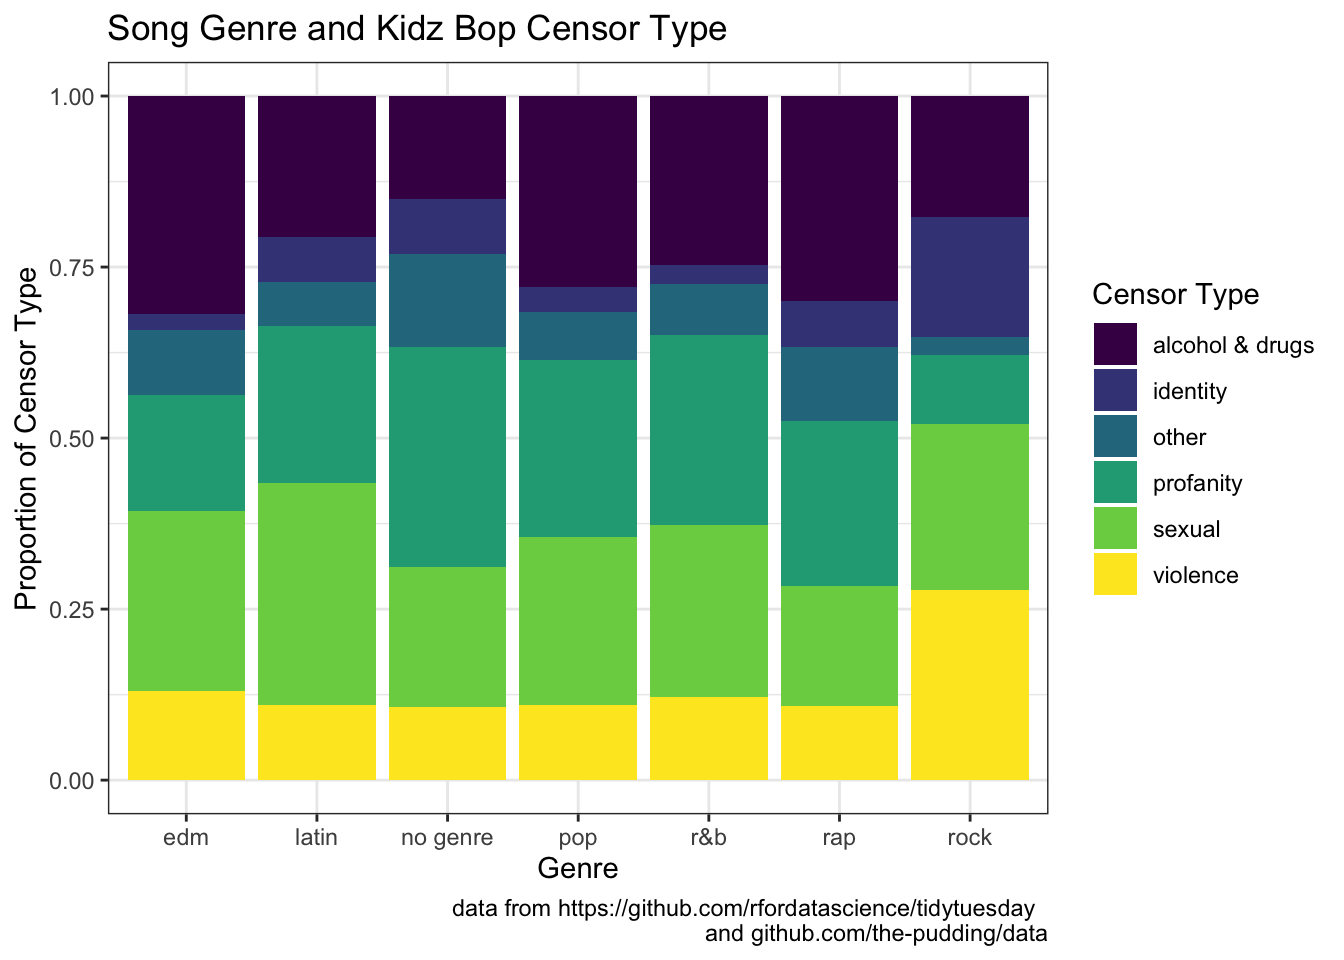 Song Genre and Kidz Bop Censor Type
Proportion of Censor Type
1.00
0.75
0.50
0.25
0.00
edm
latin
no genre
pop
r&b
rap
rock
Genre
Censor Type
alcohol & drugs
identity
other
profanity
sexual
violence
data from https://github.com/rfordatascience/tidytuesday
and github.com/the-pudding/data